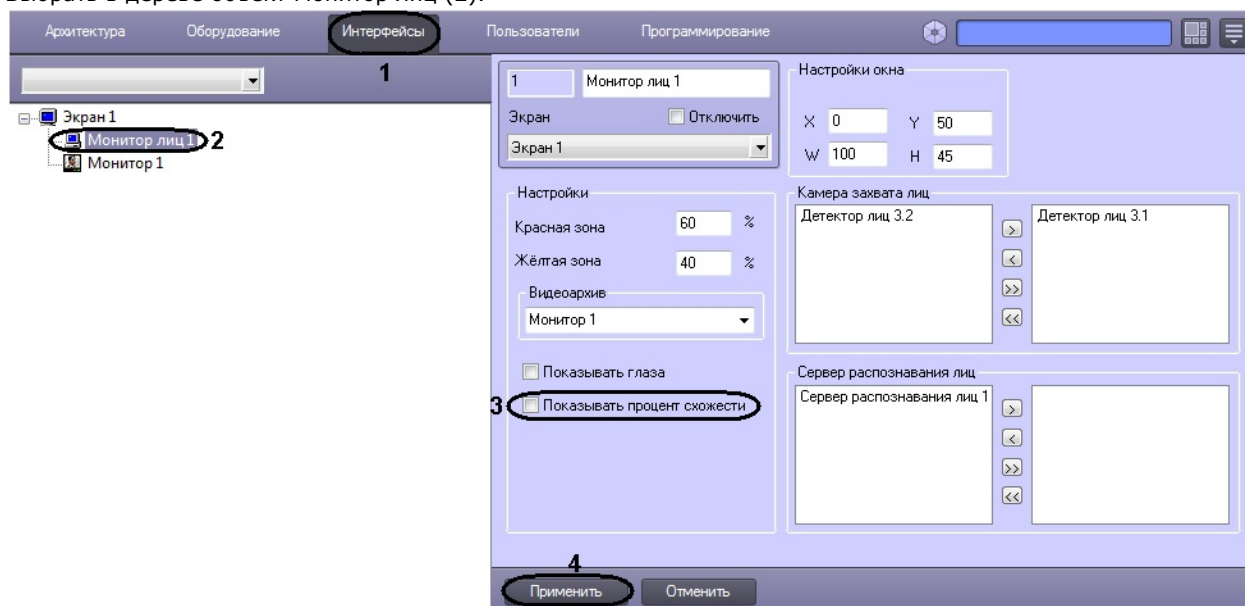 Архитектура Оборудование Интерфейсы Пользователи Программирование
1
Экран 1
Монитор лиц 1 2
Монитор 1
1 Монитор лиц 1
Экран Отключить
Экран 1
Настройки окна
X 0 Y 50
W 100 H 45
Настройки
Красная зона 60 %
Жёлтая зона 40 %
Видеоархив
Монитор 1
Показывать глаза
3 Показывать процент схожести
Камера захвата лиц
Детектор лиц 3.2 > Детектор лиц 3.1
<
>>
<<
Сервер распознавания лиц
Сервер распознавания лиц 1 >
<
>>
<<
4
Применить Отменить